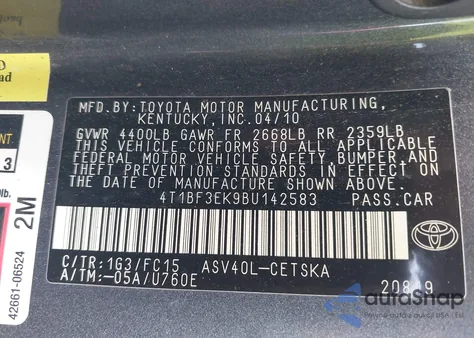 MFD.BY:TOYOTA MOTOR MANUFACTURING,
KENTUCKY,INC.04/10
GVWR 4400LB GAWR FR 2668LB RR 2359LB
THIS VEHICLE CONFORMS TO ALL APPLICABLE
FEDERAL MOTOR VEHICLE SAFETY,BUMPER,AND
THEFT PREVENTION STANDARDS IN EFFECT ON
THE DATE OF MANUFACTURE SHOWN ABOVE.
4T1BF3EK9BU142583 PASS.CAR
C/TR:1G3/FC15 ASV40L-CETSKA
A/TM:-05A/U760E
TOYOTA
3
2M
42661-06524
autoSnap